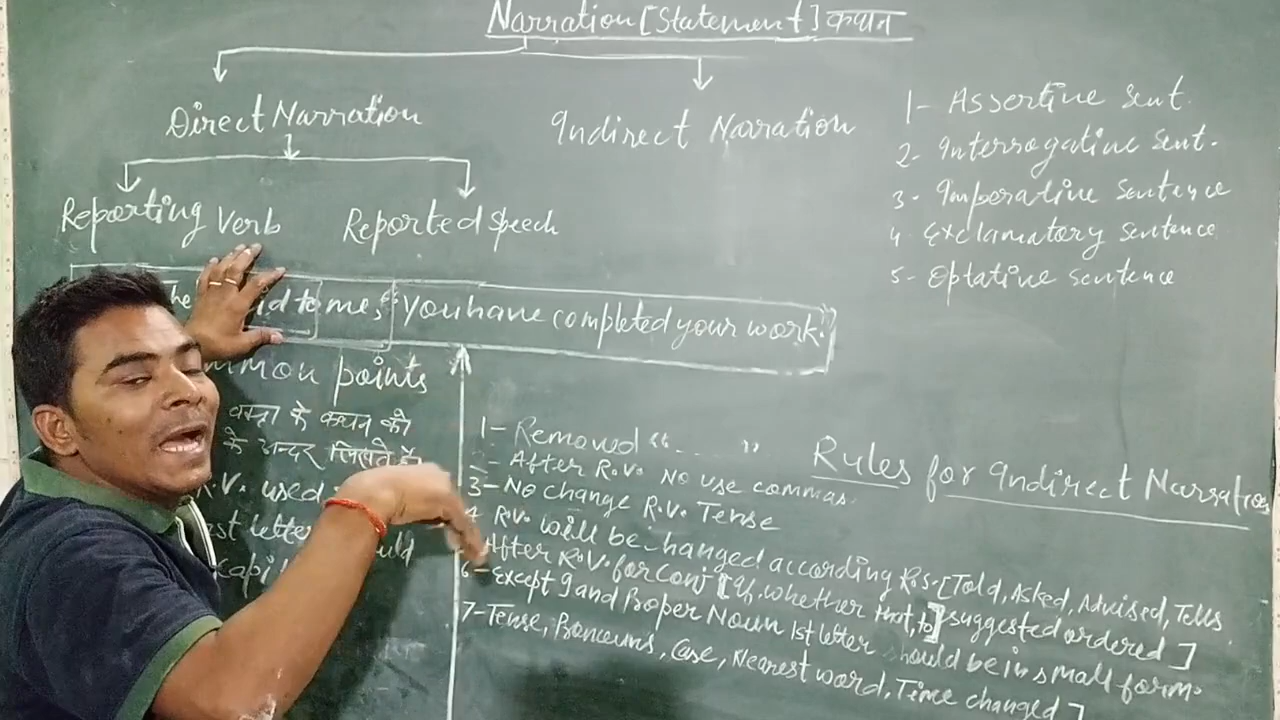 Narration [Statement] कथन
Direct Narration
Indirect Narration
Reporting Verb
Reported Speech
1- Assertive Sent.
2- Interrogative Sent.
3- Imperative Sentence
4 Exclamatory sentence
5- Optative sentence
to me, "You have completed your work."
points
वक्ता के कथन को
के अन्दर लिखते हैं
R.V. used
letter
Rules for Indirect Narration
1- Removed " ..... "
- After R.V. No use commas.
3- No change R.V. Tense
4 R.V. will be hanged according R.S. [Told, Asked, Advised, Tells
After R.V. for Conj [If, whether that, to] suggested ordered]
6- Except I and Proper Noun 1st letter should be in small form.
7- Tense, Pronouns, Case, Nearest word, Time changed]